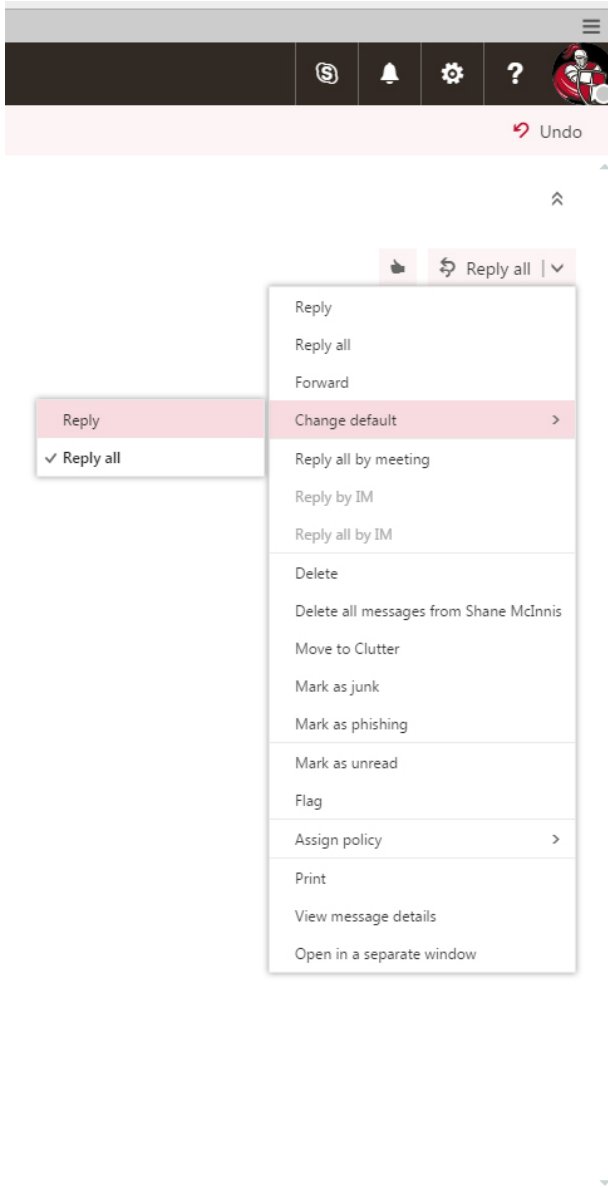 Undo
Reply all
Reply
Reply all
Forward
Change default
Reply
Reply all
Reply all by meeting
Reply by IM
Reply all by IM
Delete
Delete all messages from Shane McInnis
Move to Clutter
Mark as junk
Mark as phishing
Mark as unread
Flag
Assign policy
Print
View message details
Open in a separate window